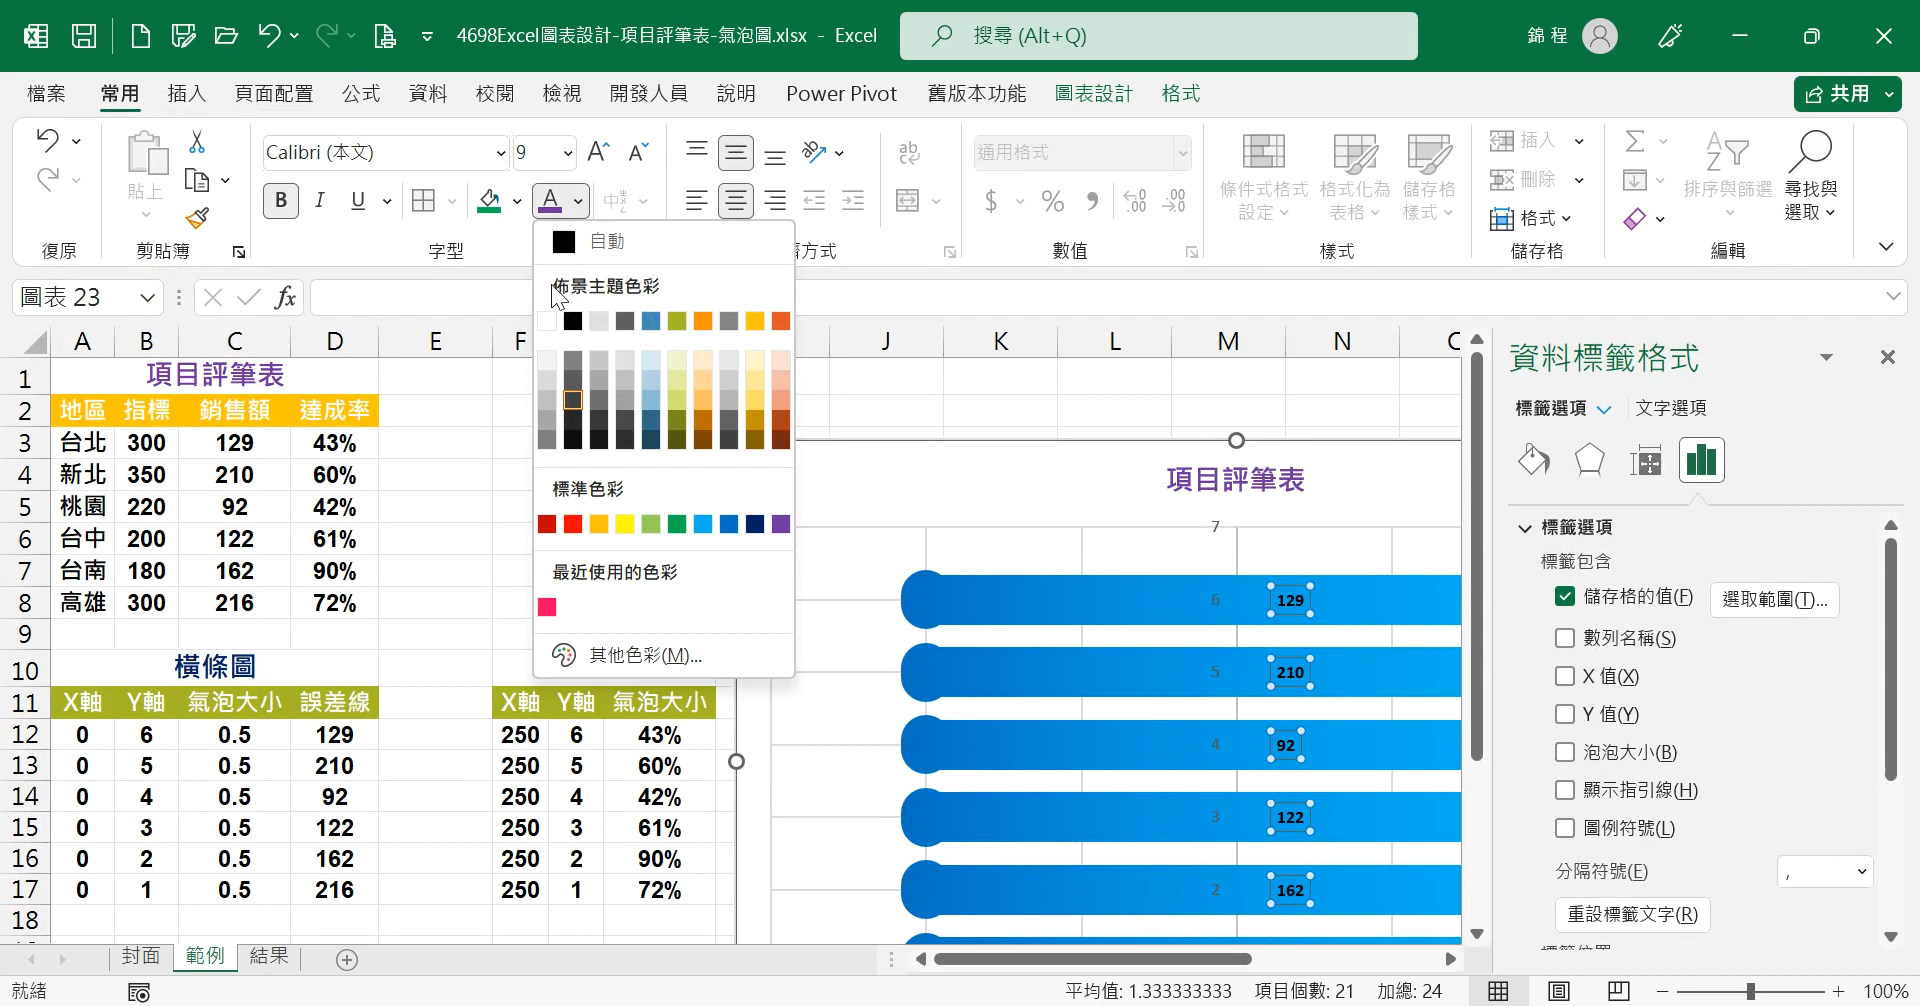 4698Excel圖表設計-項目評筆表-氣泡圖.xlsx - Excel
搜尋 (Alt+Q)
錦 程
檔案 常用 插入 頁面配置 公式 資料 校閱 檢視 開發人員 說明 Power Pivot 舊版本功能 圖表設計 格式
共用
貼上
Calibri (本文) 9
通用格式
條件式格式設定
格式化為表格
儲存格樣式
插入
刪除
格式
排序與篩選
尋找與選取
復原 剪貼簿 字型 齊方式 數值 樣式 儲存格 編輯
圖表 23
fx
自動
佈景主題色彩
標準色彩
最近使用的色彩
其他色彩(M)...
A B C D E F J K L M N
1 項目評筆表
2 地區 指標 銷售額 達成率
3 台北 300 129 43%
4 新北 350 210 60%
5 桃園 220 92 42%
6 台中 200 122 61%
7 台南 180 162 90%
8 高雄 300 216 72%
9
10 橫條圖
11 X軸 Y軸 氣泡大小 誤差線 X軸 Y軸 氣泡大小
12 0 6 0.5 129 250 6 43%
13 0 5 0.5 210 250 5 60%
14 0 4 0.5 92 250 4 42%
15 0 3 0.5 122 250 3 61%
16 0 2 0.5 162 250 2 90%
17 0 1 0.5 216 250 1 72%
18
項目評筆表
7
6 129
5 210
4 92
3 122
2 162
資料標籤格式
標籤選項 文字選項
標籤選項
標籤包含
儲存格的值(F) 選取範圍(T)...
數列名稱(S)
X 值(X)
Y 值(Y)
泡泡大小(B)
顯示指引線(H)
圖例符號(L)
分隔符號(E) ,
重設標籤文字(R)
封面 範例 結果
就緒
平均值: 1.333333333 項目個數: 21 加總: 24
100%